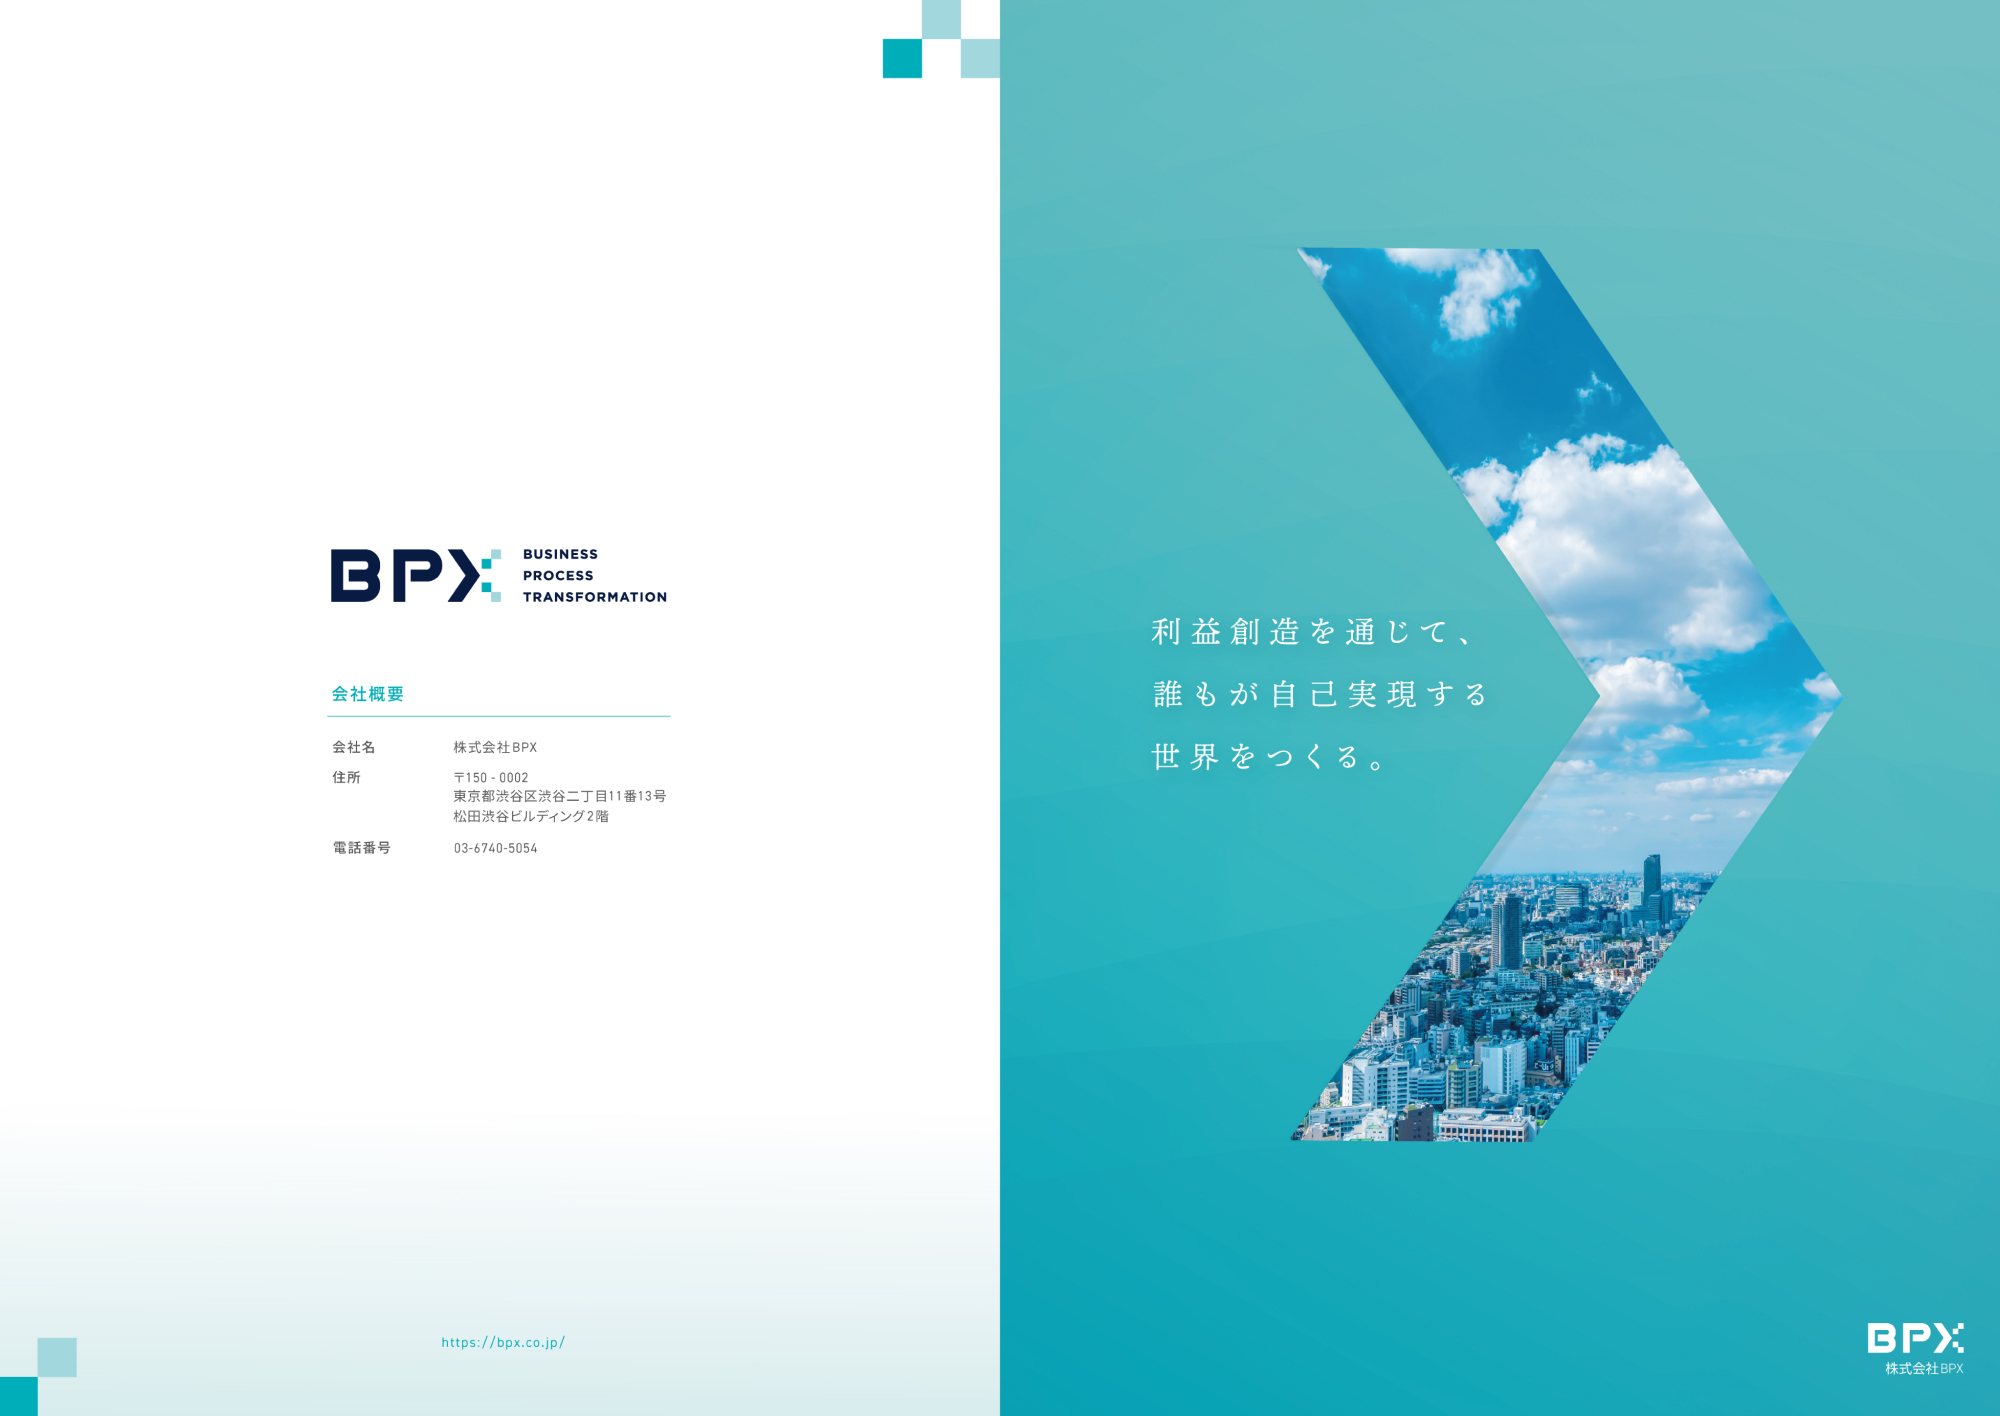 BPX
BUSINESS
PROCESS
TRANSFORMATION
会社概要
会社名 株式会社BPX
住所 〒150 - 0002
東京都渋谷区渋谷二丁目11番13号
松田渋谷ビルディング2階
電話番号 03-6740-5054
https://bpx.co.jp/
利益創造を通じて、
誰もが自己実現する
世界をつくる。
BPX
株式会社BPX